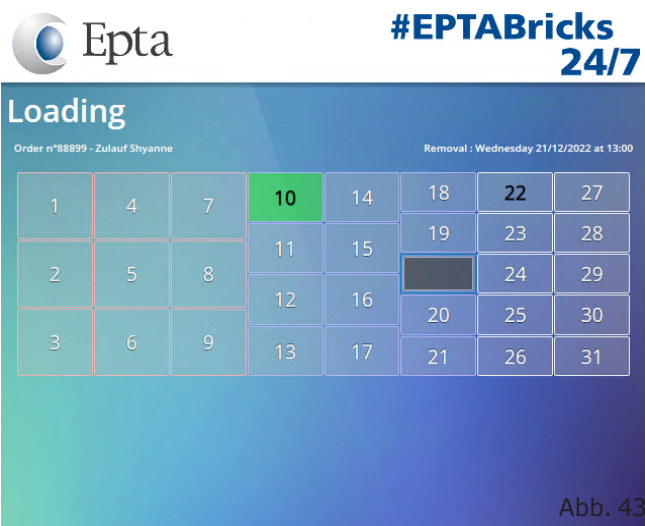 Epta
#EPTABricks
24/7
Loading
Order n°88899 - Zulauf Shyanne
Removal : Wednesday 21/12/2022 at 13:00
1 4 7 10 14 18 22 27
11 15 19 23 28
2 5 8 24 29
12 16 20 25 30
3 6 9 13 17 21 26 31
Abb. 43